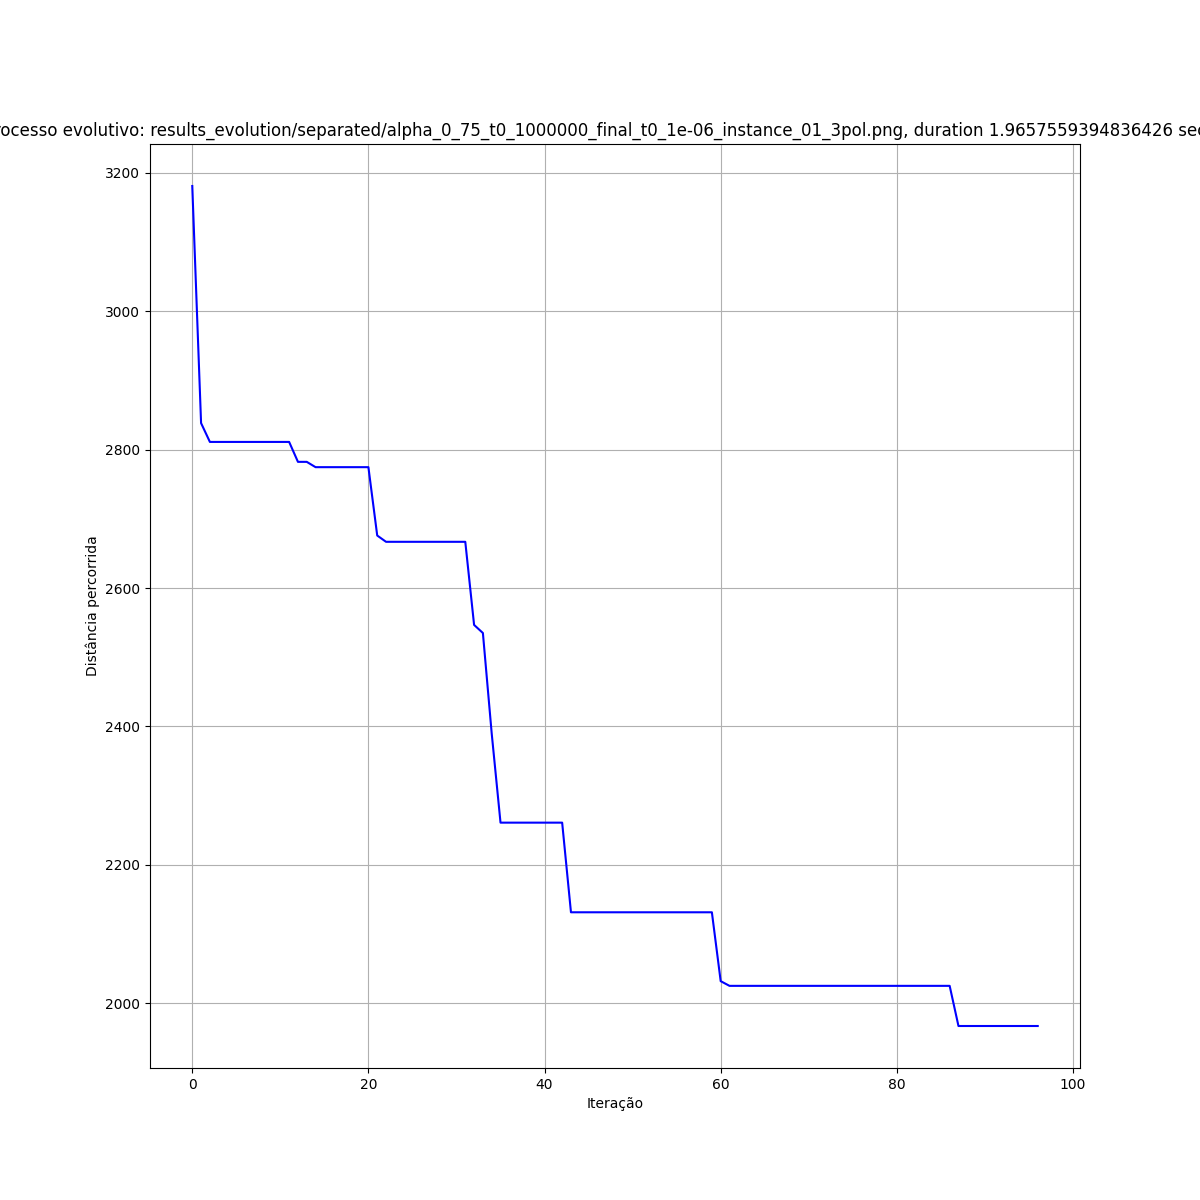 ocesso evolutivo: results_evolution/separated/alpha_0_75_t0_1000000_final_t0_1e-06_instance_01_3pol.png, duration 1.9657559394836426 sec
3200
3000
2800
2600
2400
2200
2000
Distância percorrida
0 20 40 60 80 100
Iteração